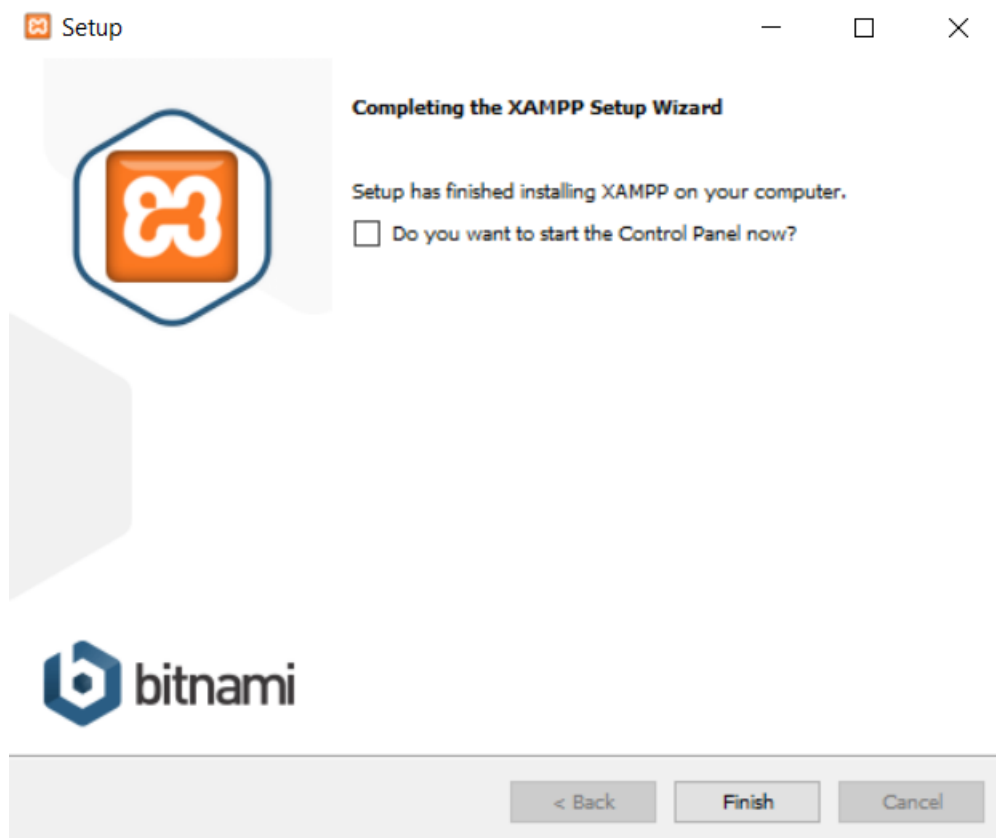 Setup
Completing the XAMPP Setup Wizard
Setup has finished installing XAMPP on your computer.
Do you want to start the Control Panel now?
bitnami
< Back
Finish
Cancel